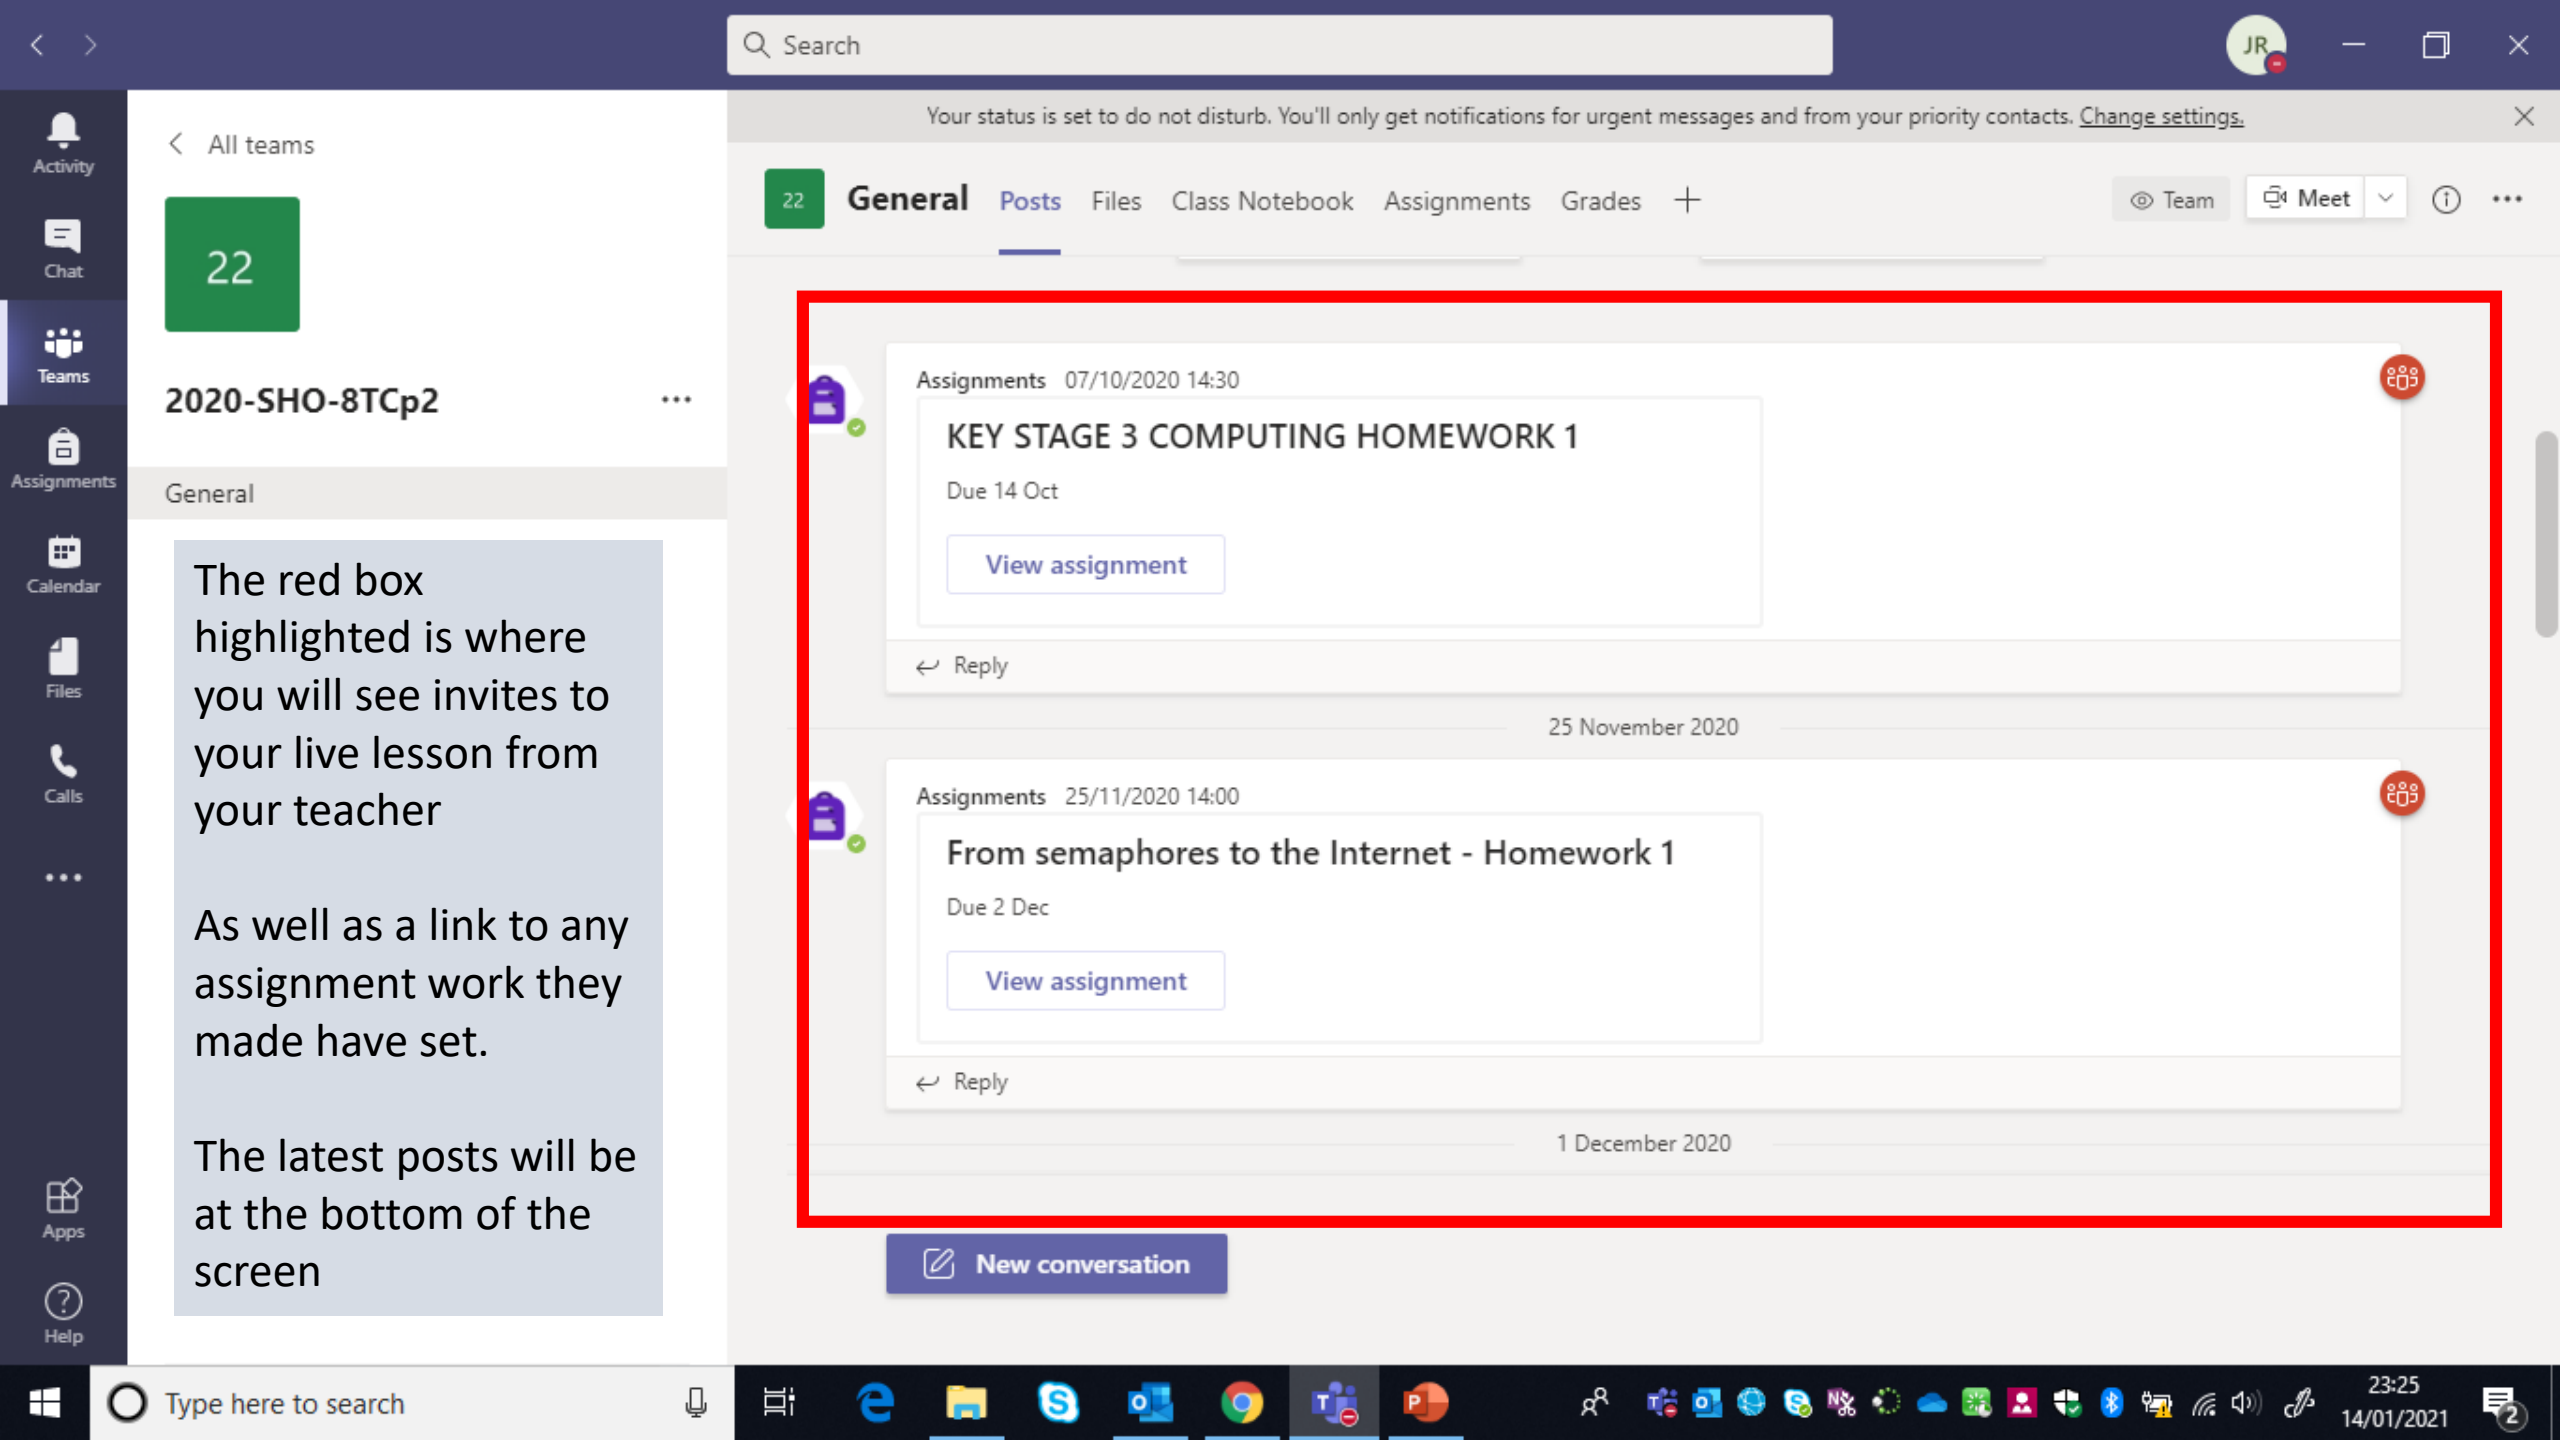 Search
JR
Your status is set to do not disturb. You'll only get notifications for urgent messages and from your priority contacts. Change settings.
Activity
Chat
Teams
Assignments
Calendar
Files
Calls
Apps
Help
All teams
22
2020-SHO-8TCp2
General
The red box
highlighted is where
you will see invites to
your live lesson from
your teacher
As well as a link to any
assignment work they
made have set.
The latest posts will be
at the bottom of the
screen
22 General Posts Files Class Notebook Assignments Grades
Team Meet
Assignments 07/10/2020 14:30
KEY STAGE 3 COMPUTING HOMEWORK 1
Due 14 Oct
View assignment
Reply
25 November 2020
Assignments 25/11/2020 14:00
From semaphores to the Internet - Homework 1
Due 2 Dec
View assignment
Reply
1 December 2020
New conversation
Type here to search
23:25
14/01/2021
2